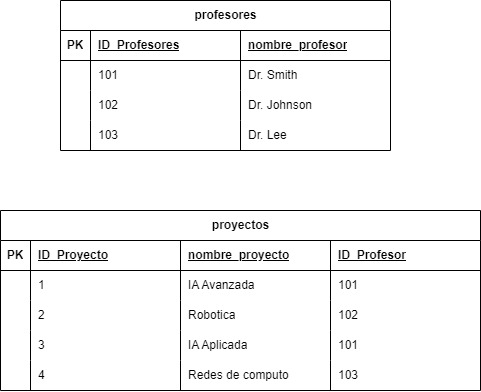 profesores
PK ID_Profesores nombre_profesor
101 Dr. Smith
102 Dr. Johnson
103 Dr. Lee
proyectos
PK ID_Proyecto nombre_proyecto ID_Profesor
1 IA Avanzada 101
2 Robotica 102
3 IA Aplicada 101
4 Redes de computo 103